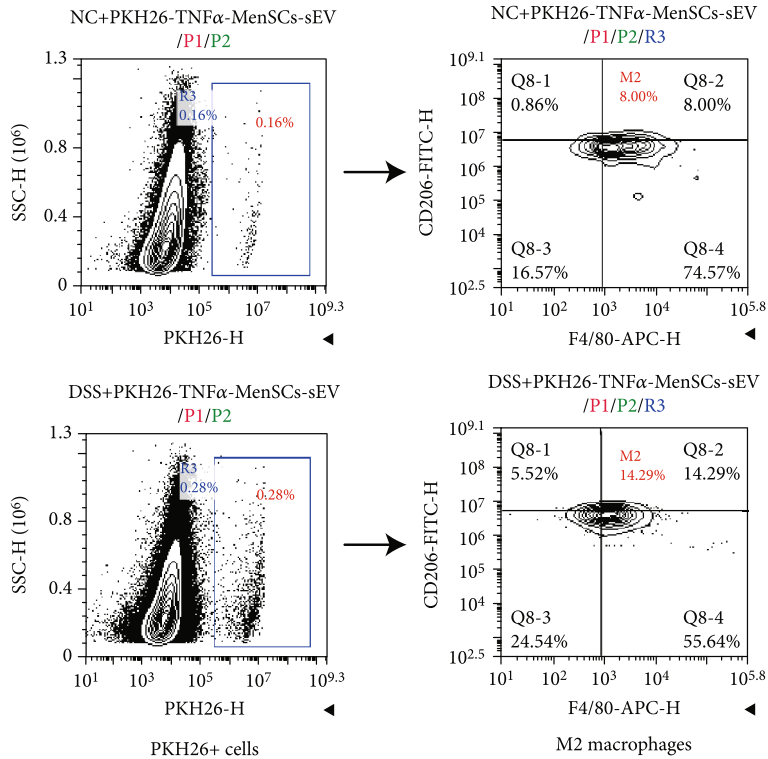 NC+PKH26-TNFα-MenSCs-sEV
/P1/P2
1.3
0.8
0.4
0
SSC-H (10⁶)
R3
0.16%
0.16%
10¹
10³
10⁵
10⁷
10⁹·³
PKH26-H
NC+PKH26-TNFα-MenSCs-sEV
/P1/P2/R3
10⁹·¹
10⁸
10⁷
10⁶
10⁵
10⁴
10²·⁵
CD206-FITC-H
Q8-1
0.86%
M2
8.00%
Q8-2
8.00%
Q8-3
16.57%
Q8-4
74.57%
10¹
10³
10⁴
10⁵·⁸
F4/80-APC-H
DSS+PKH26-TNFα-MenSCs-sEV
/P1/P2
1.3
0.8
0.4
0
SSC-H (10⁶)
R3
0.28%
0.28%
10¹
10³
10⁵
10⁷
10⁹·³
PKH26-H
PKH26+ cells
DSS+PKH26-TNFα-MenSCs-sEV
/P1/P2/R3
10⁹·¹
10⁸
10⁷
10⁶
10⁵
10⁴
10²·⁵
CD206-FITC-H
Q8-1
5.52%
M2
14.29%
Q8-2
14.29%
Q8-3
24.54%
Q8-4
55.64%
10¹
10³
10⁴
10⁵·⁸
F4/80-APC-H
M2 macrophages